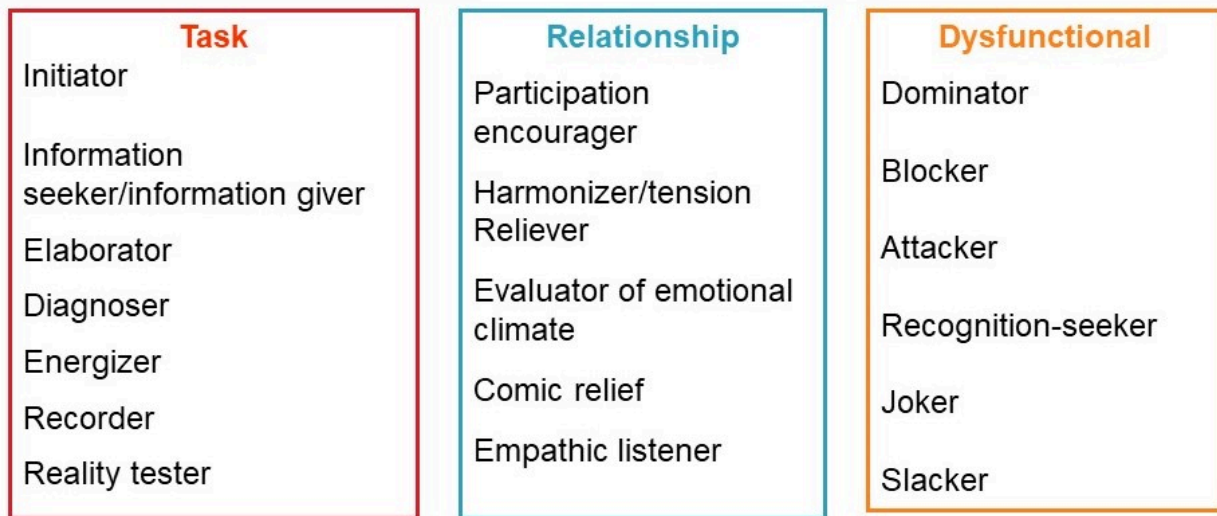 Task
Initiator
Information
seeker/information giver
Elaborator
Diagnoser
Energizer
Recorder
Reality tester
Relationship
Participation
encourager
Harmonizer/tension
Reliever
Evaluator of emotional
climate
Comic relief
Empathic listener
Dysfunctional
Dominator
Blocker
Attacker
Recognition-seeker
Joker
Slacker